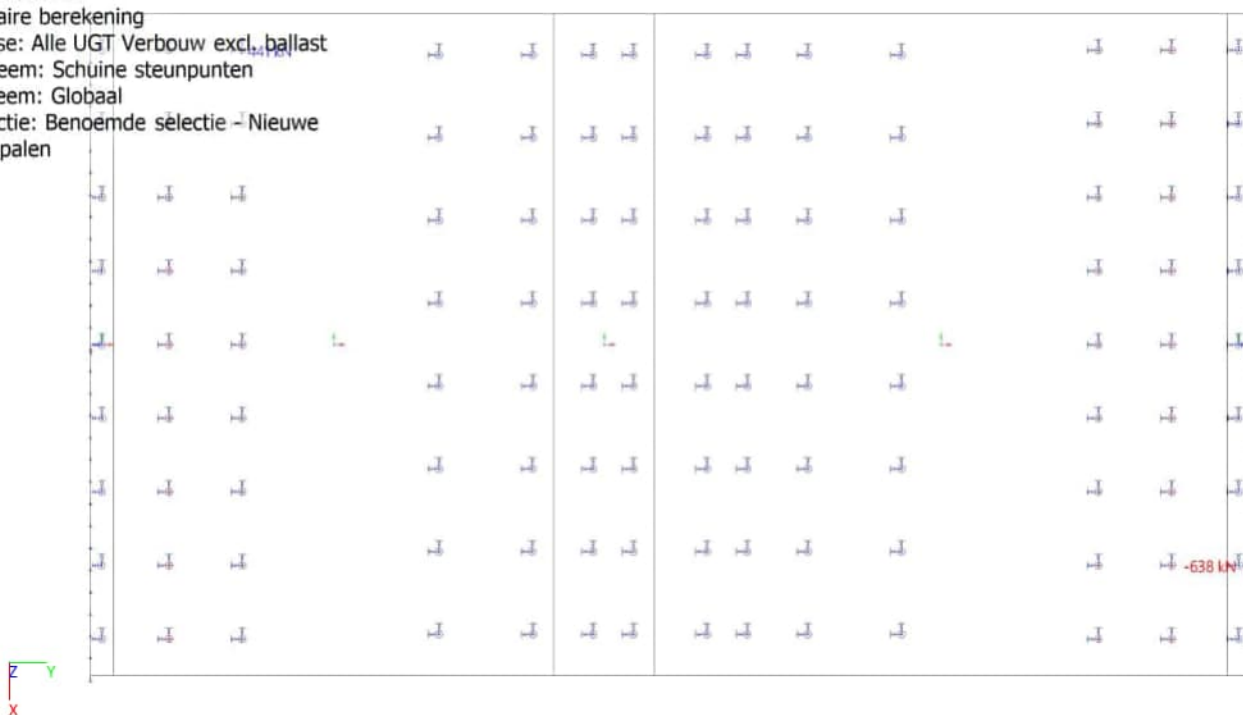 aire berekening
se: Alle UGT Verbouw excl. ballast
eem: Schuine steunpunten
eem: Globaal
ctie: Benoemde selectie - Nieuwe
palen
-638 kN
Z Y
X